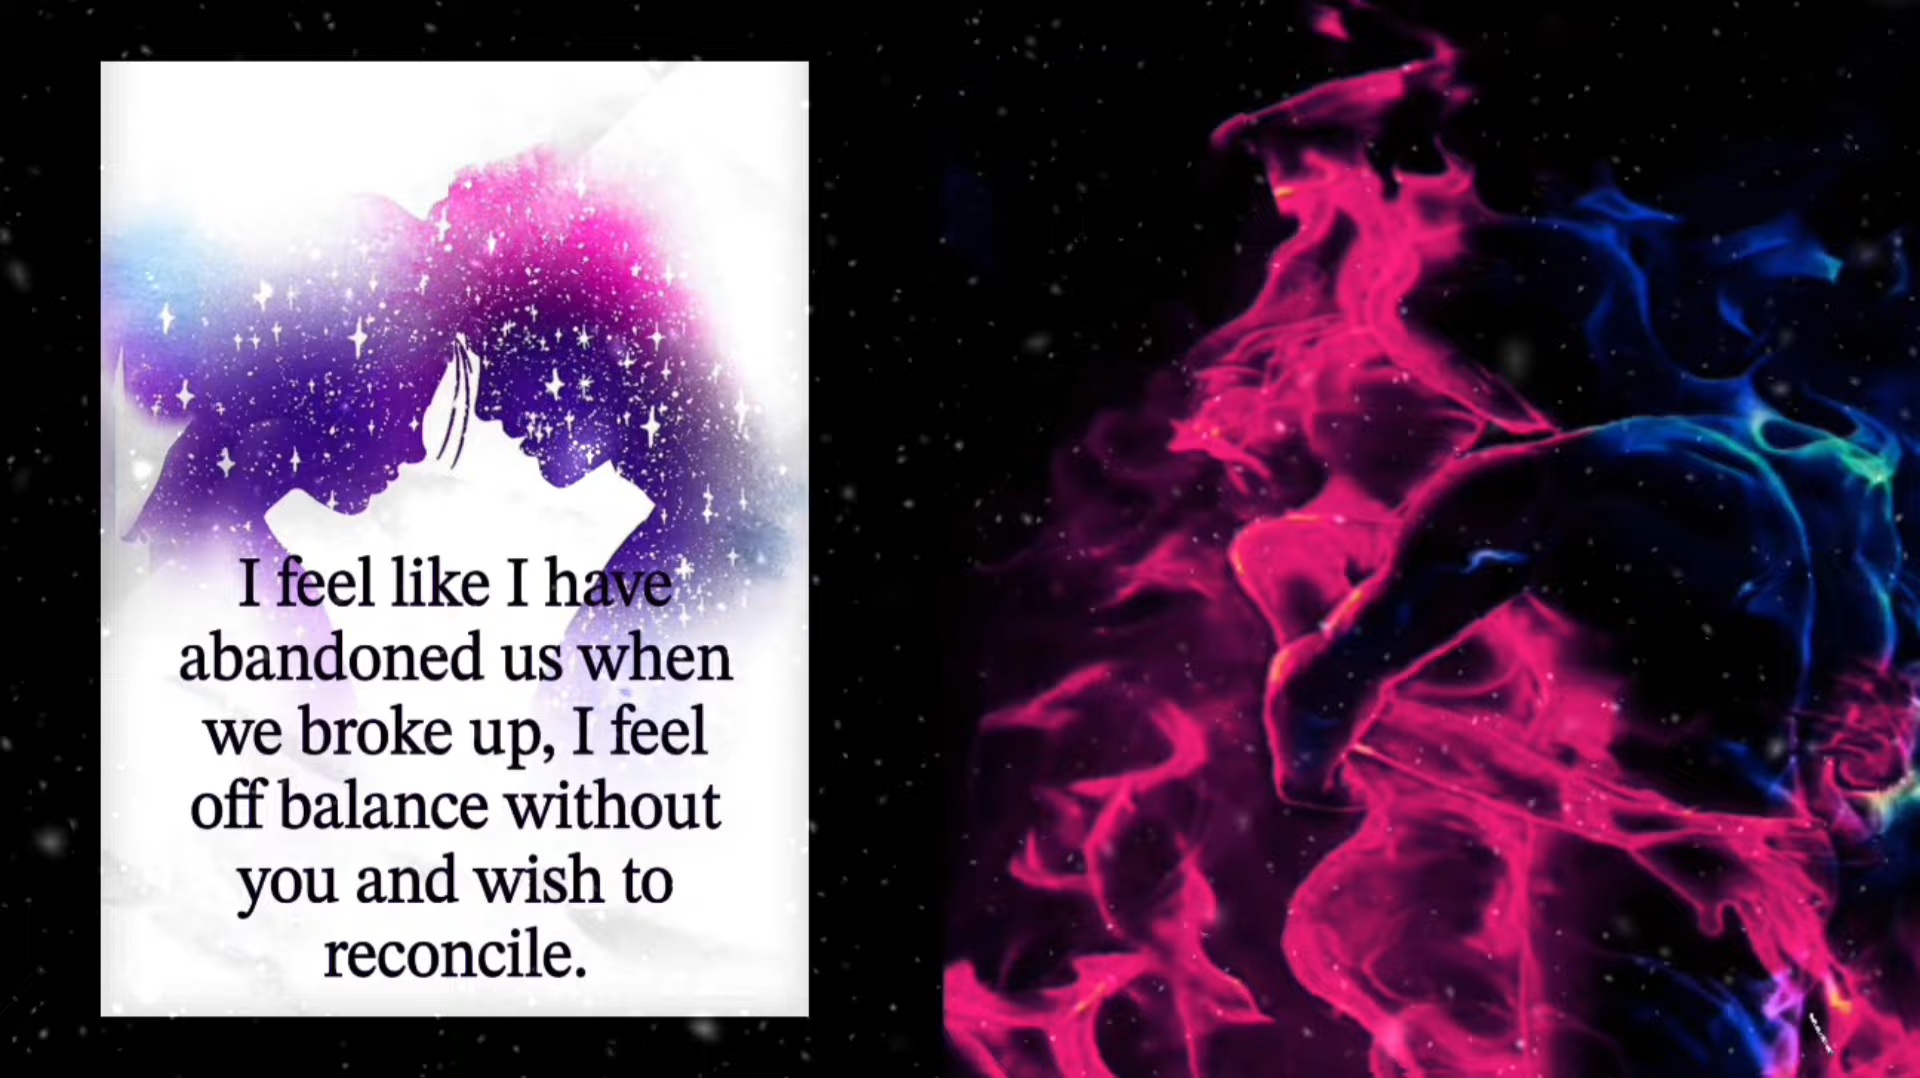 I feel like I have
abandoned us when
we broke up, I feel
off balance without
you and wish to
reconcile.